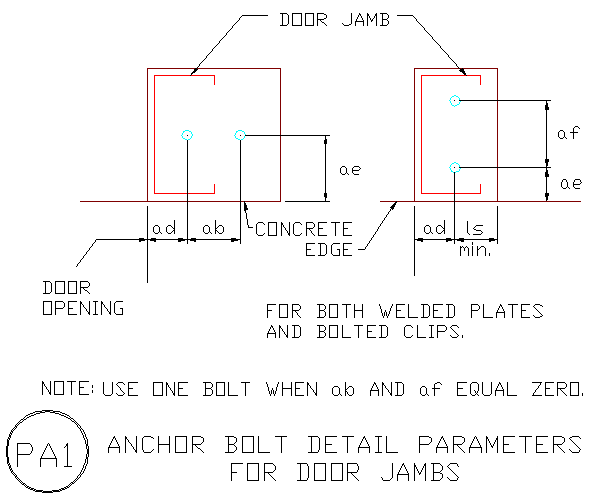 DOOR JAMB
af
ae
ae
ad
ab
ad
ls
min.
CONCRETE
EDGE
DOOR
OPENING
FOR BOTH WELDED PLATES
AND BOLTED CLIPS.
NOTE: USE ONE BOLT WHEN ab AND af EQUAL ZERO.
PA1
ANCHOR BOLT DETAIL PARAMETERS
FOR DOOR JAMBS